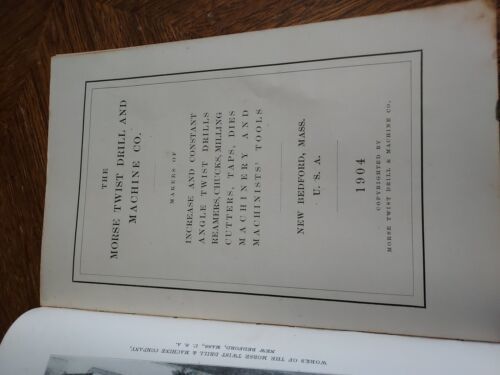 THE
MORSE TWIST DRILL AND
MACHINE CO.
MAKERS OF
INCREASE AND CONSTANT
ANGLE TWIST DRILLS
REAMERS, CHUCKS, MILLING
CUTTERS, TAPS, DIES
MACHINERY AND
MACHINISTS' TOOLS
NEW BEDFORD, MASS.
U. S. A.
1904
COPYRIGHTED BY
MORSE TWIST DRILL & MACHINE CO.
WORKS OF THE MORSE TWIST DRILL & MACHINE COMPANY,
NEW BEDFORD, MASS., U. S. A.